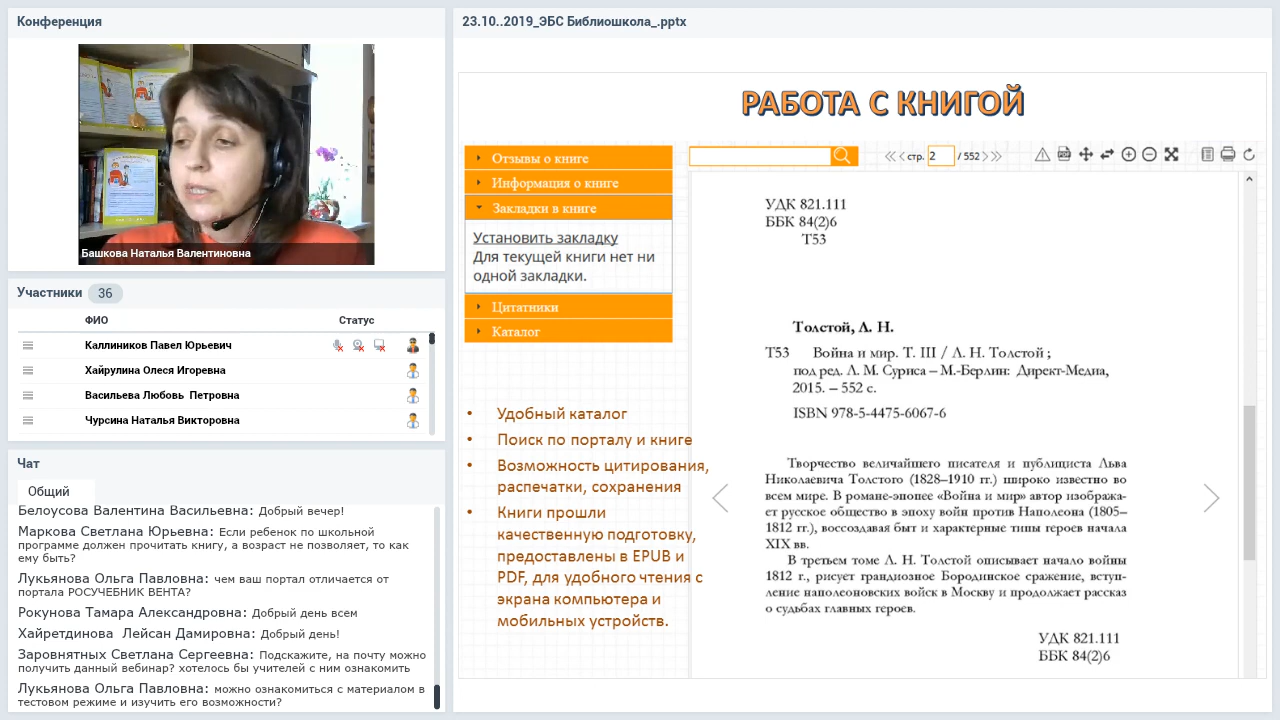 Конференция
Башкова Наталья Валентиновна
Участники 36
ФИО Статус
Каллиников Павел Юрьевич
Хайрулина Олеся Игоревна
Васильева Любовь Петровна
Чурсина Наталья Викторовна
Чат
Общий
Белоусова Валентина Васильевна: Добрый вечер!
Маркова Светлана Юрьевна: Если ребенок по школьной
программе должен прочитать книгу, а возраст не позволяет, то как
ему быть?
Лукьянова Ольга Павловна: чем ваш портал отличается от
портала РОСУЧЕБНИК ВЕНТА?
Рокунова Тамара Александровна: Добрый день всем
Хайретдинова Лейсан Дамировна: Добрый день!
Заровнятных Светлана Сергеевна: Подскажите, на почту можно
получить данный вебинар? хотелось бы учителей с ним ознакомить
Лукьянова Ольга Павловна: можно ознакомиться с материалом в
тестовом режиме и изучить его возможности?
23.10..2019_ЭБС Библиошкола_.pptx
РАБОТА С КНИГОЙ
Отзывы о книге
Информация о книге
Закладки в книге
Установить закладку
Для текущей книги нет ни
одной закладки.
Цитатники
Каталог
• Удобный каталог
• Поиск по порталу и книге
• Возможность цитирования,
распечатки, сохранения
• Книги прошли
качественную подготовку,
предоставлены в EPUB и
PDF, для удобного чтения с
экрана компьютера и
мобильных устройств.
стр. 2 / 552
УДК 821.111
ББК 84(2)6
Т53
Толстой, Л. Н.
Т53 Война и мир. Т. III / Л. Н. Толстой ;
под ред. Л. М. Суриса – М.-Берлин: Директ-Медиа,
2015. – 552 с.
ISBN 978-5-4475-6067-6
Творчество величайшего писателя и публициста Льва
Николаевича Толстого (1828–1910 гг.) широко известно во
всем мире. В романе-эпопее «Война и мир» автор изобража-
ет русское общество в эпоху войн против Наполеона (1805–
1812 гг.), воссоздавая быт и характерные типы героев начала
XIX вв.
В третьем томе Л. Н. Толстой описывает начало войны
1812 г., рисует грандиозное Бородинское сражение, вступ-
ление наполеоновских войск в Москву и продолжает рассказ
о судьбах главных героев.
УДК 821.111
ББК 84(2)6